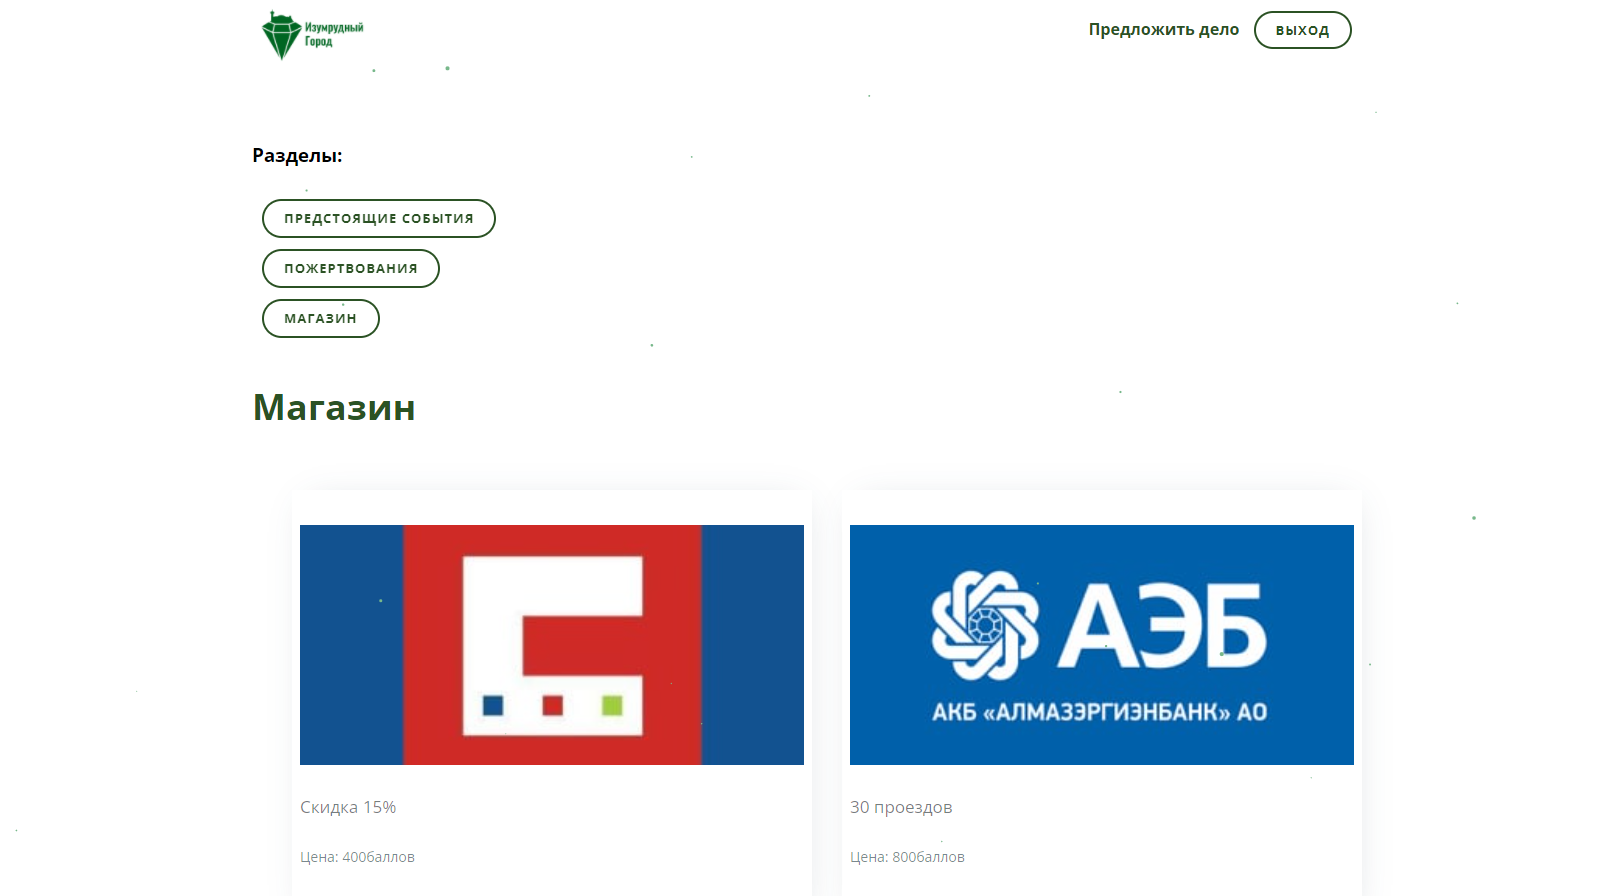 Изумрудный
Город
Предложить дело
ВЫХОД
Разделы:
ПРЕДСТОЯЩИЕ СОБЫТИЯ
ПОЖЕРТВОВАНИЯ
МАГАЗИН
Магазин
АЭБ
АКБ «АЛМАЗЭРГИЭНБАНК» АО
Скидка 15%
30 проездов
Цена: 400баллов
Цена: 800баллов